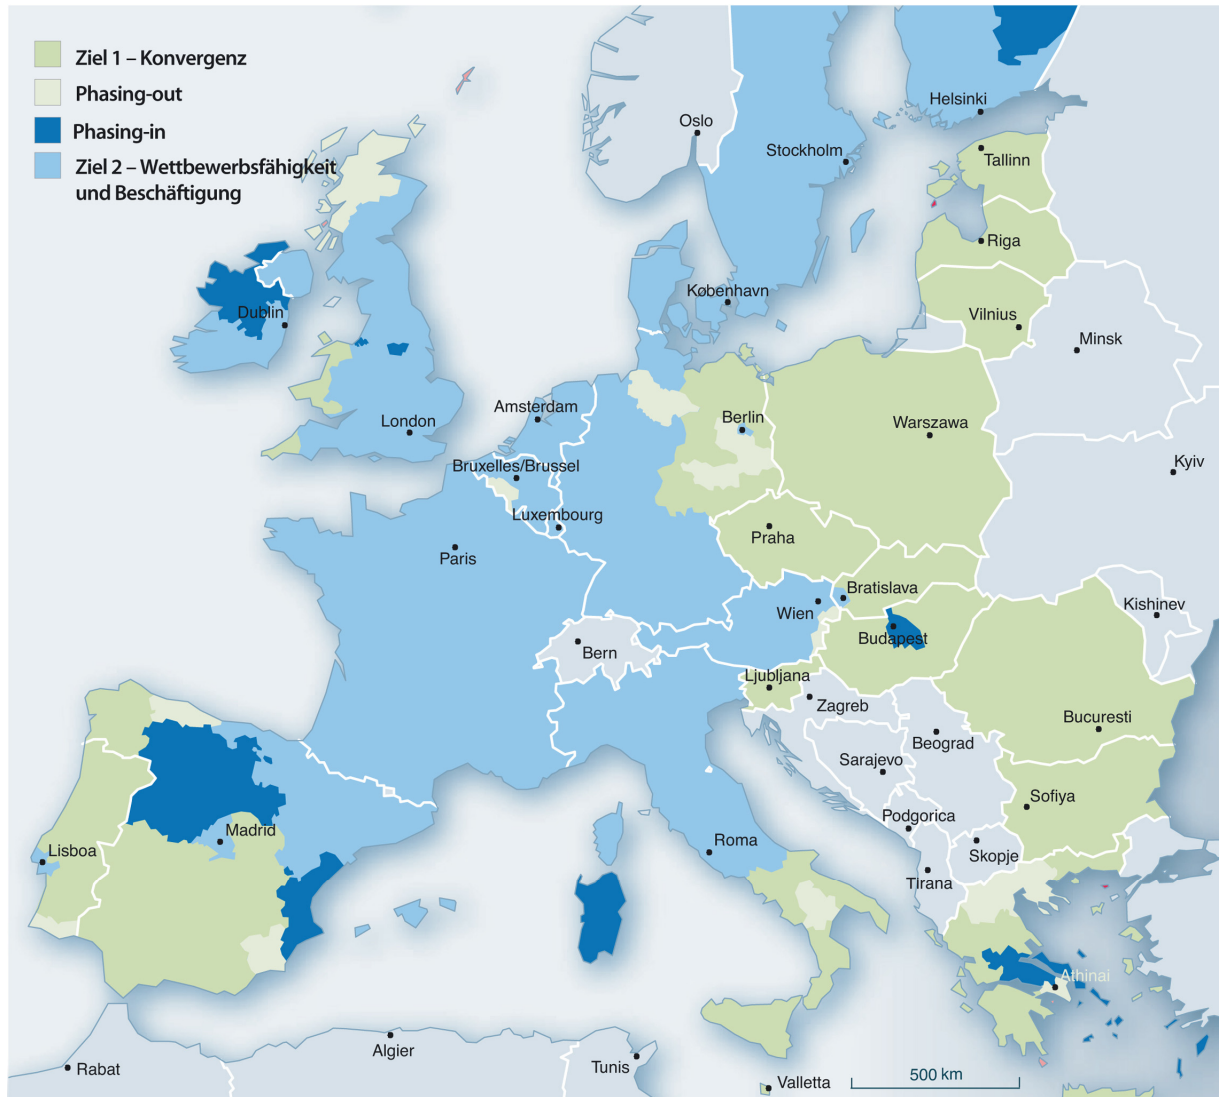 Ziel 1 – Konvergenz
Phasing-out
Phasing-in
Ziel 2 – Wettbewerbsfähigkeit
und Beschäftigung
Helsinki
Oslo
Stockholm
Tallinn
Riga
København
Dublin
Vilnius
Minsk
Amsterdam
London
Berlin
Warszawa
Bruxelles/Brussel
Kyiv
Luxembourg
Praha
Paris
Bratislava
Wien
Kishinev
Budapest
Bern
Ljubljana
Zagreb
Bucuresti
Beograd
Sarajevo
Sofiya
Podgorica
Madrid
Roma
Lisboa
Skopje
Tirana
Athinai
Algier
Rabat
Tunis
Valletta
500 km